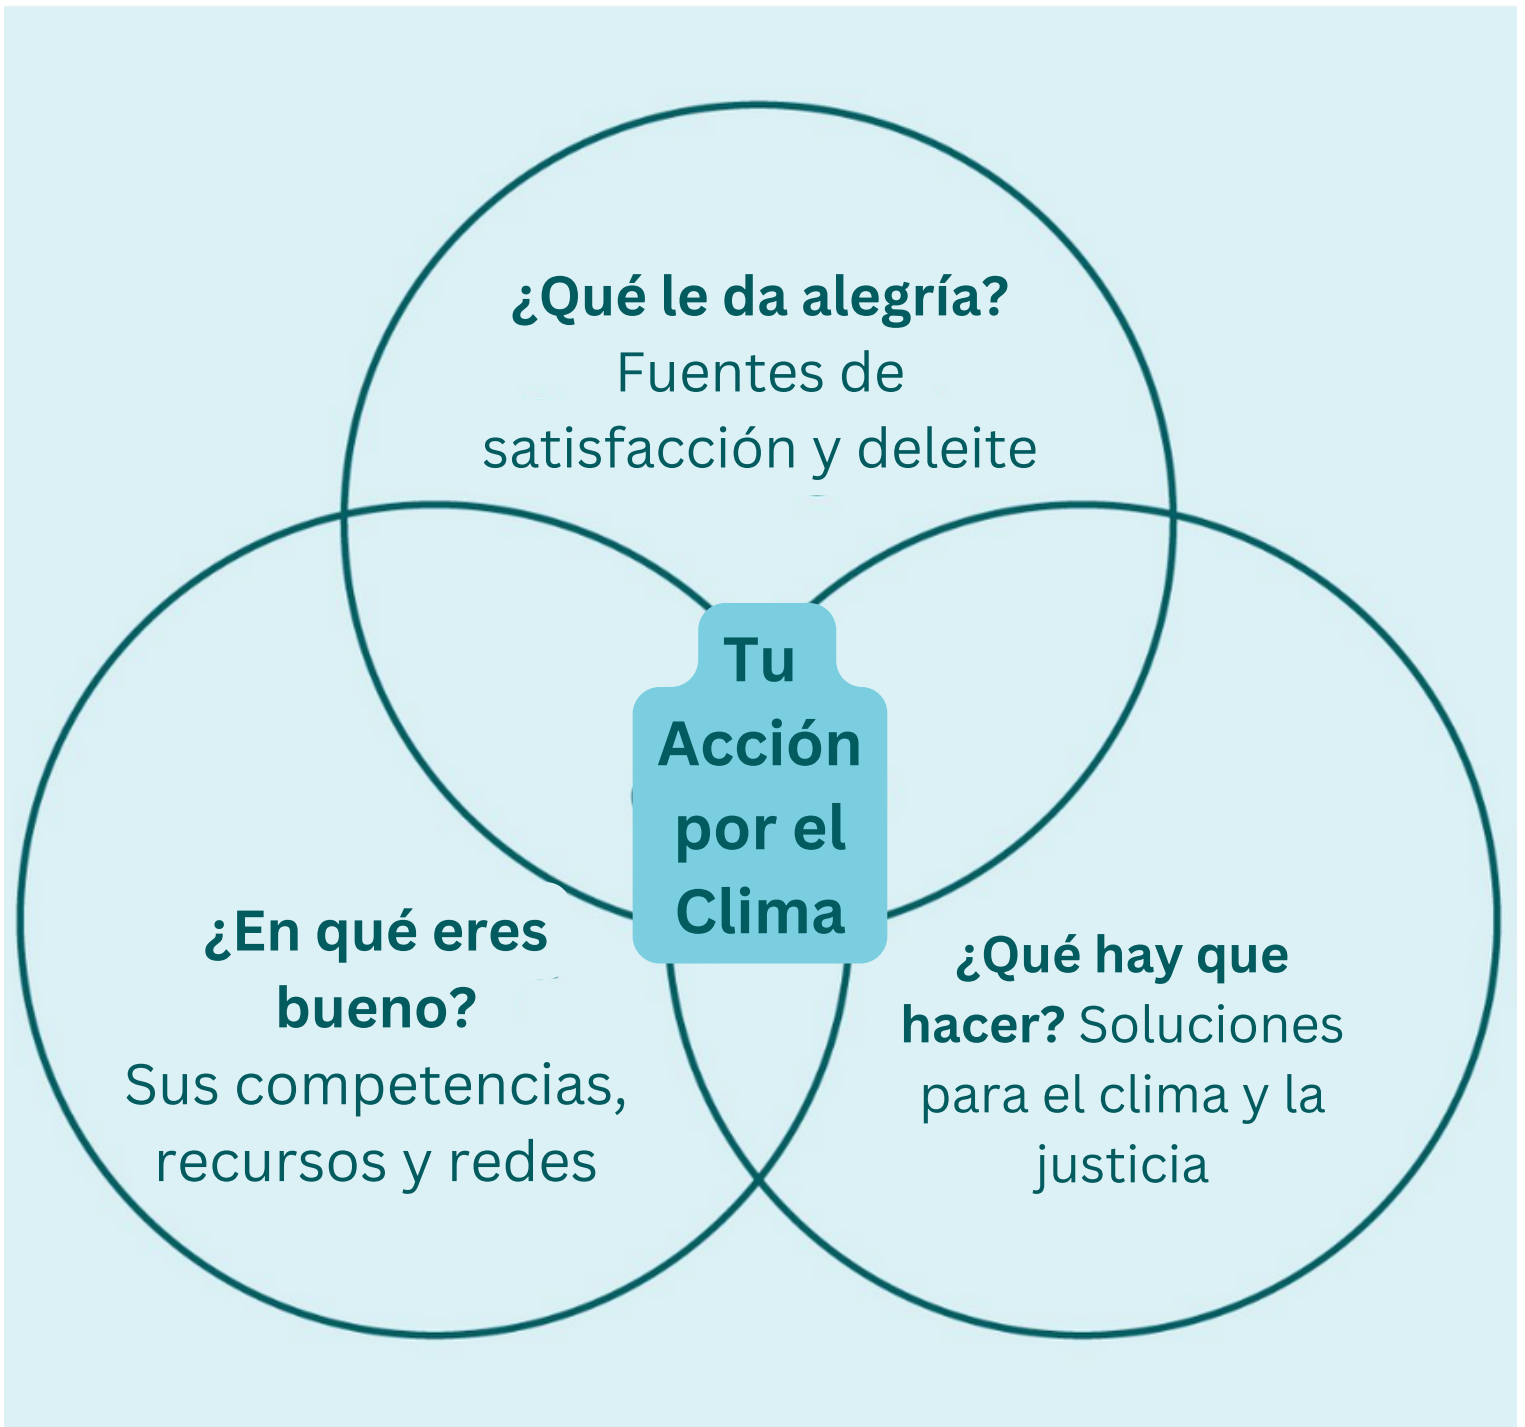 ¿Qué le da alegría?
Fuentes de
satisfacción y deleite
Tu
Acción
por el
Clima
¿En qué eres
bueno?
Sus competencias,
recursos y redes
¿Qué hay que
hacer? Soluciones
para el clima y la
justicia